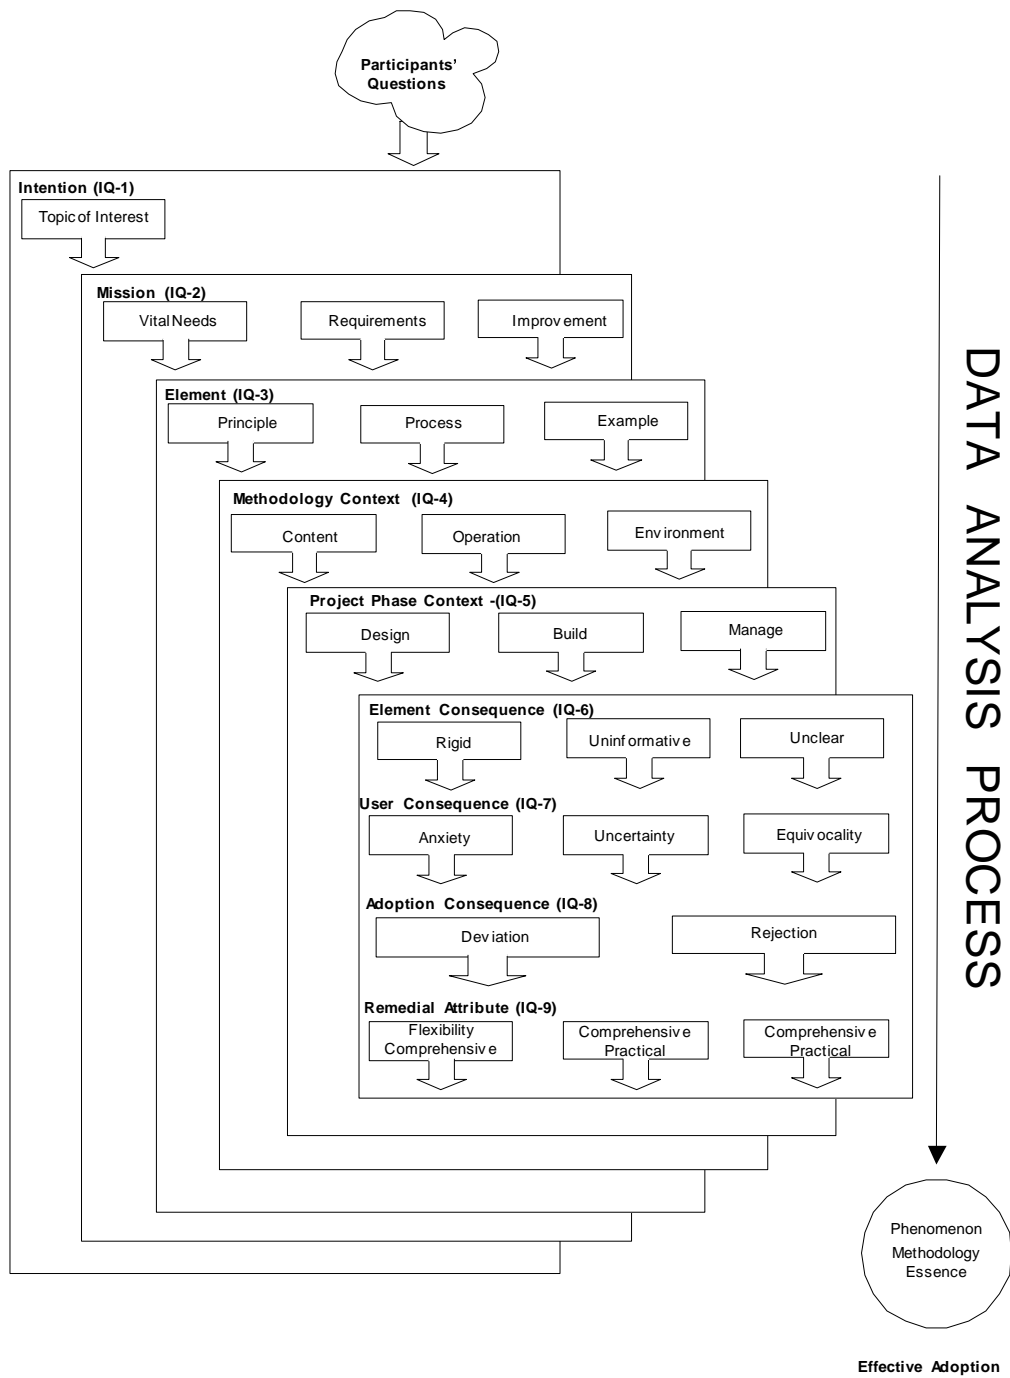 Participants'
Questions
Intention (IQ-1)
Topic of Interest
Mission (IQ-2)
Vital Needs
Requirements
Improvement
Element (IQ-3)
Principle
Process
Example
Methodology Context (IQ-4)
Content
Operation
Environment
Project Phase Context -(IQ-5)
Design
Build
Manage
Element Consequence (IQ-6)
Rigid
Uninformative
Unclear
User Consequence (IQ-7)
Anxiety
Uncertainty
Equivocality
Adoption Consequence (IQ-8)
Deviation
Rejection
Remedial Attribute (IQ-9)
Flexibility
Comprehensive
Comprehensive
Practical
Comprehensive
Practical
DATA ANALYSIS PROCESS
Phenomenon
Methodology
Essence
Effective Adoption